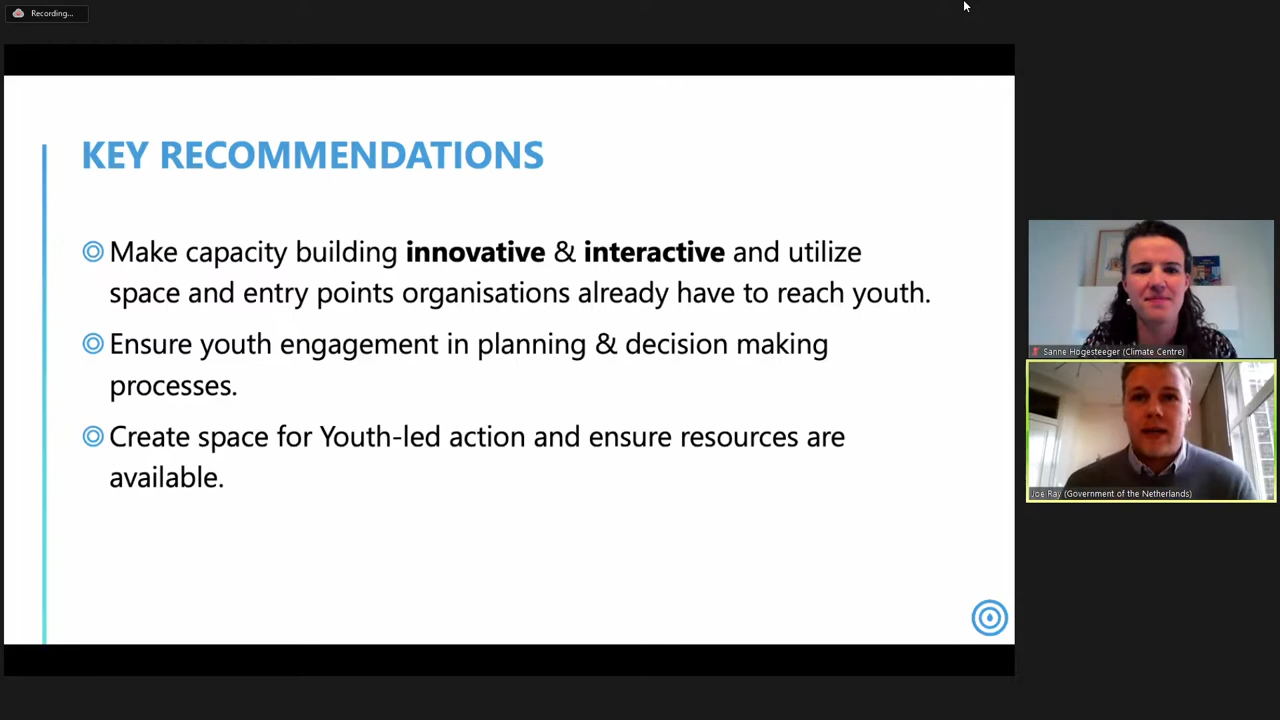 Recording...
KEY RECOMMENDATIONS
Make capacity building innovative & interactive and utilize
space and entry points organisations already have to reach youth.
Ensure youth engagement in planning & decision making
processes.
Create space for Youth-led action and ensure resources are
available.
Sanne Hogesteeger (Climate Centre)
Joe Ray (Government of the Netherlands)